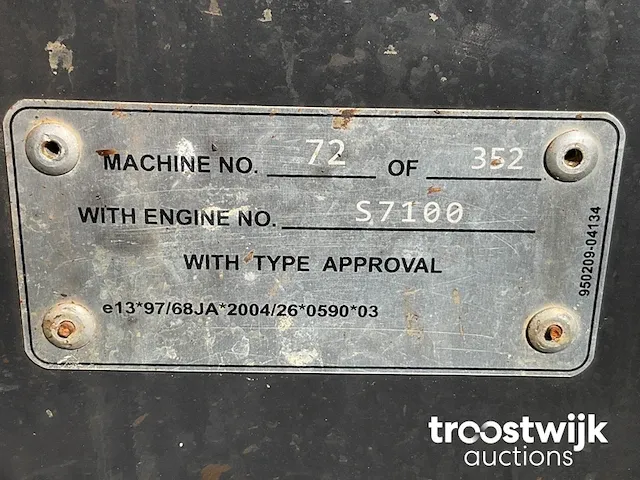 MACHINE NO. 72 OF 352
WITH ENGINE NO. S7100
WITH TYPE APPROVAL
e13*97/68JA*2004/26*0590*03
950209-04134
troostwijk
auctions